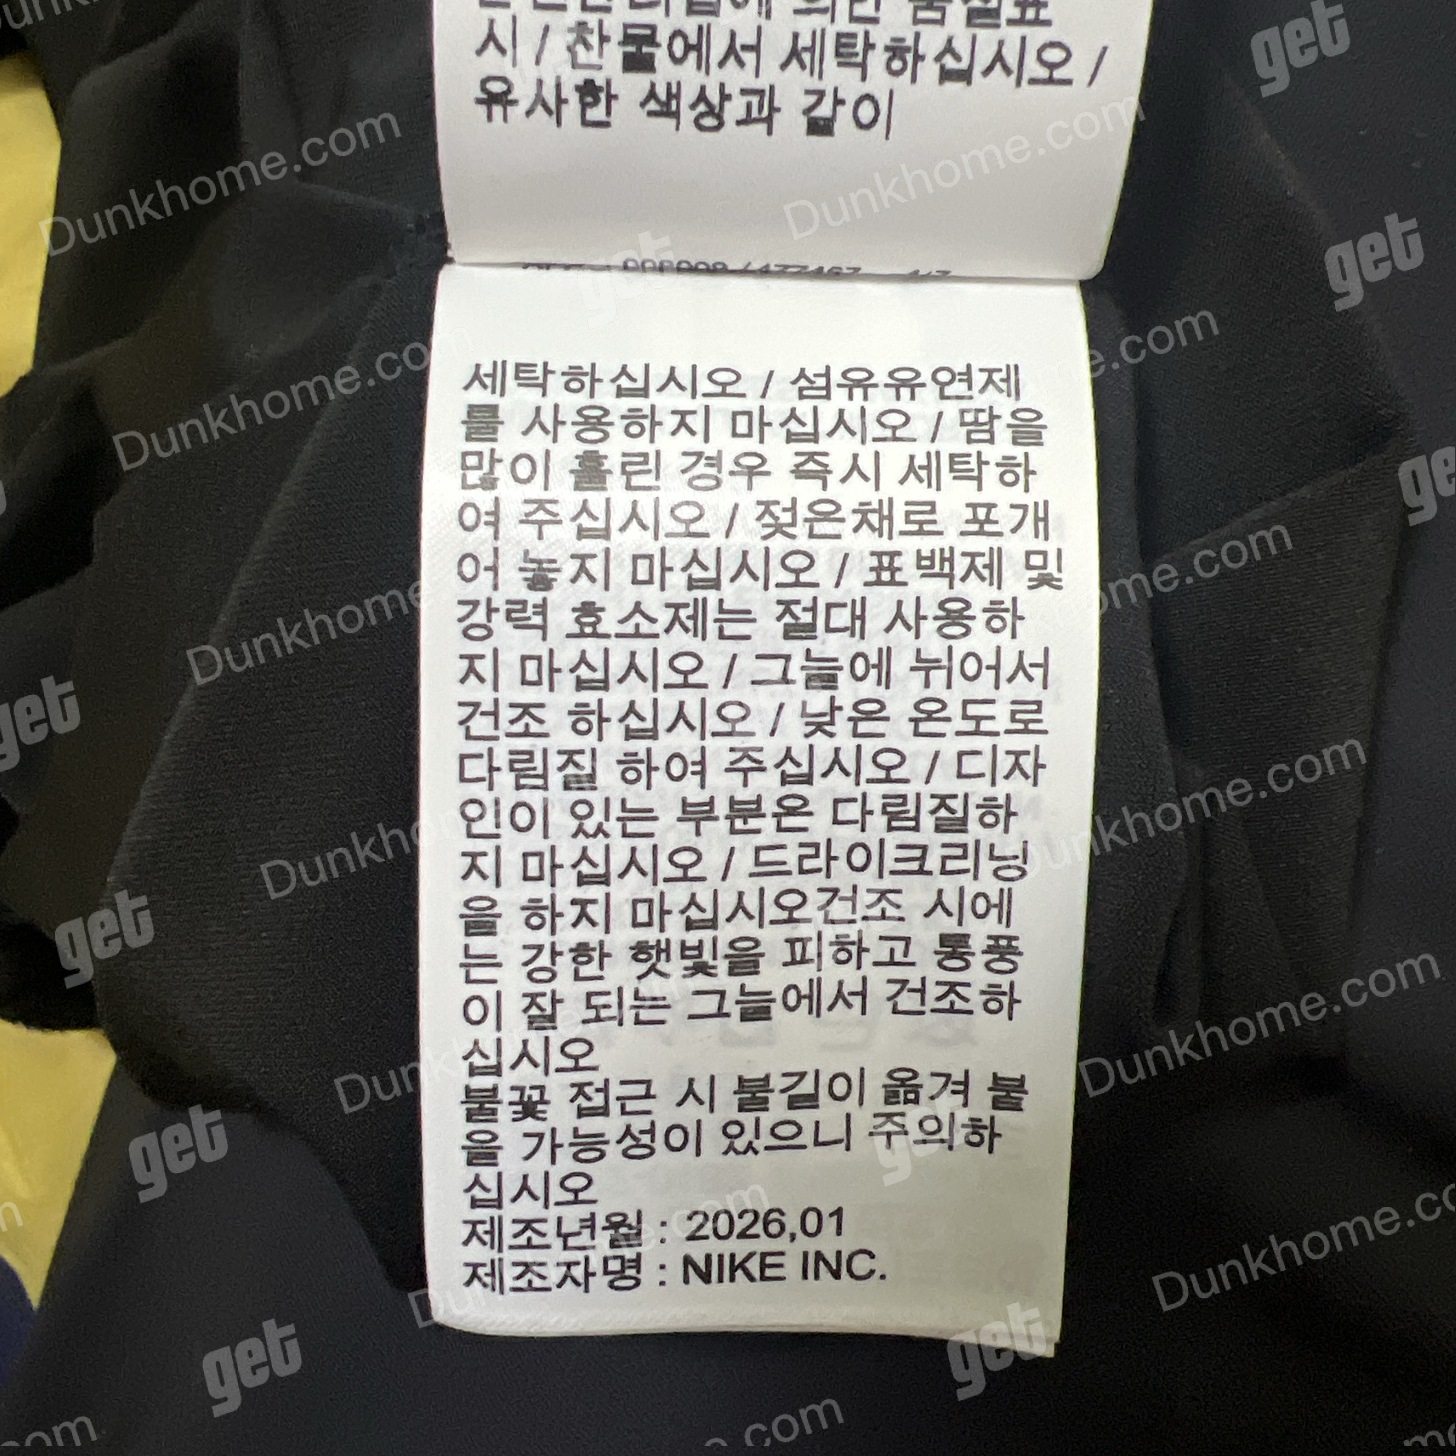 시 / 찬물에서 세탁하십시오 /
유사한 색상과 같이
세탁하십시오 / 섬유유연제
를 사용하지 마십시오 / 땀을
많이 흘린 경우 즉시 세탁하
여 주십시오 / 젖은채로 포개
어 놓지 마십시오 / 표백제 및
강력 효소제는 절대 사용하
지 마십시오 / 그늘에 뉘어서
건조 하십시오 / 낮은 온도로
다림질 하여 주십시오 / 디자
인이 있는 부분은 다림질하
지 마십시오 / 드라이크리닝
을 하지 마십시오건조 시에
는 강한 햇빛을 피하고 통풍
이 잘 되는 그늘에서 건조하
십시오
불꽃 접근 시 불길이 옮겨 붙
을 가능성이 있으니 주의하
십시오
제조년월 : 2026,01
제조자명 : NIKE INC.
get
Dunkhome.com